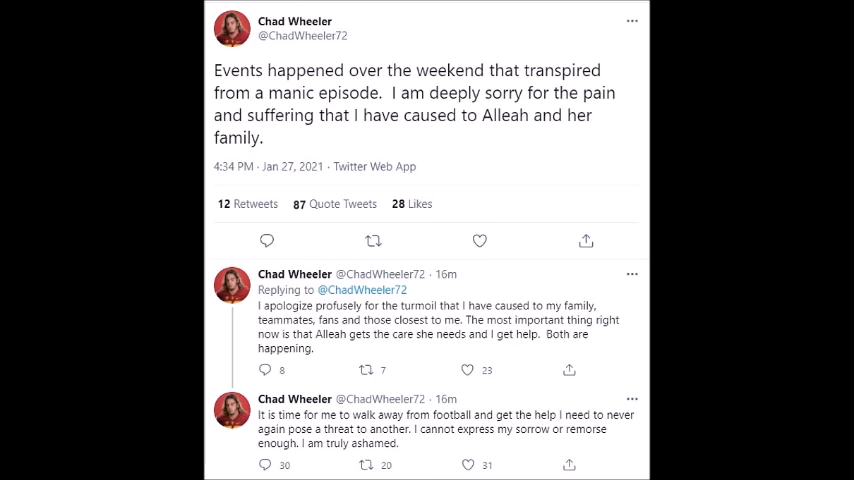 Chad Wheeler
@ChadWheeler72
Events happened over the weekend that transpired
from a manic episode.  I am deeply sorry for the pain
and suffering that I have caused to Alleah and her
family.
4:34 PM · Jan 27, 2021 · Twitter Web App
12 Retweets 87 Quote Tweets 28 Likes
Chad Wheeler @ChadWheeler72 · 16m
Replying to @ChadWheeler72
I apologize profusely for the turmoil that I have caused to my family,
teammates, fans and those closest to me. The most important thing right
now is that Alleah gets the care she needs and I get help.  Both are
happening.
8 7 23
Chad Wheeler @ChadWheeler72 · 16m
It is time for me to walk away from football and get the help I need to never
again pose a threat to another. I cannot express my sorrow or remorse
enough. I am truly ashamed.
30 20 31